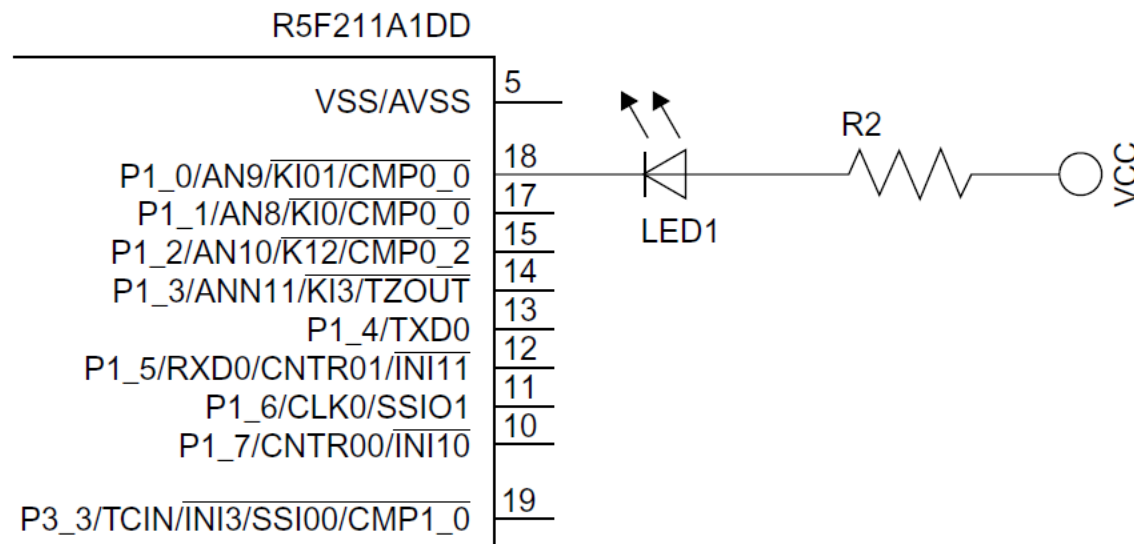 R5F211A1DD
VSS/AVSS 5
P1_0/AN9/KI01/CMP0_0 18
P1_1/AN8/KI0/CMP0_0 17
P1_2/AN10/K12/CMP0_2 15
P1_3/ANN11/KI3/TZOUT 14
P1_4/TXD0 13
P1_5/RXD0/CNTR01/INI11 12
P1_6/CLK0/SSIO1 11
P1_7/CNTR00/INI10 10
P3_3/TCIN/INI3/SSI00/CMP1_0 19
LED1
R2
VCC